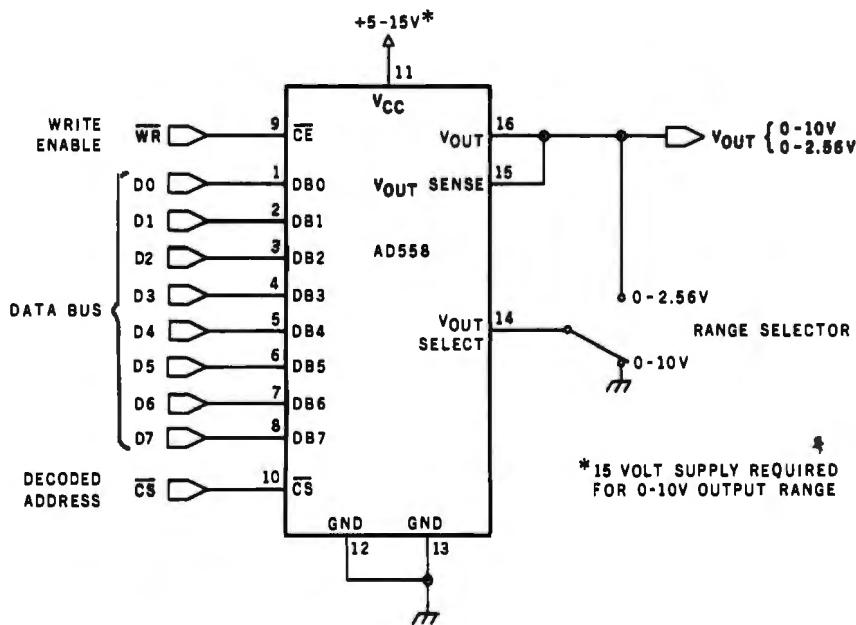 +5-15V*
11
VCC
WRITE ENABLE
WR
9
CE
VOUT
16
VOUT { 0-10V
0-2.56V
D0
1
DB0
VOUT SENSE
15
D1
2
DB1
D2
3
DB2
AD558
D3
4
DB3
0-2.56V
DATA BUS
D4
5
DB4
VOUT SELECT
14
RANGE SELECTOR
D5
6
DB5
0-10V
D6
7
DB6
D7
8
DB7
*15 VOLT SUPPLY REQUIRED
FOR 0-10V OUTPUT RANGE
DECODED
ADDRESS
CS
10
CS
GND
GND
12
13